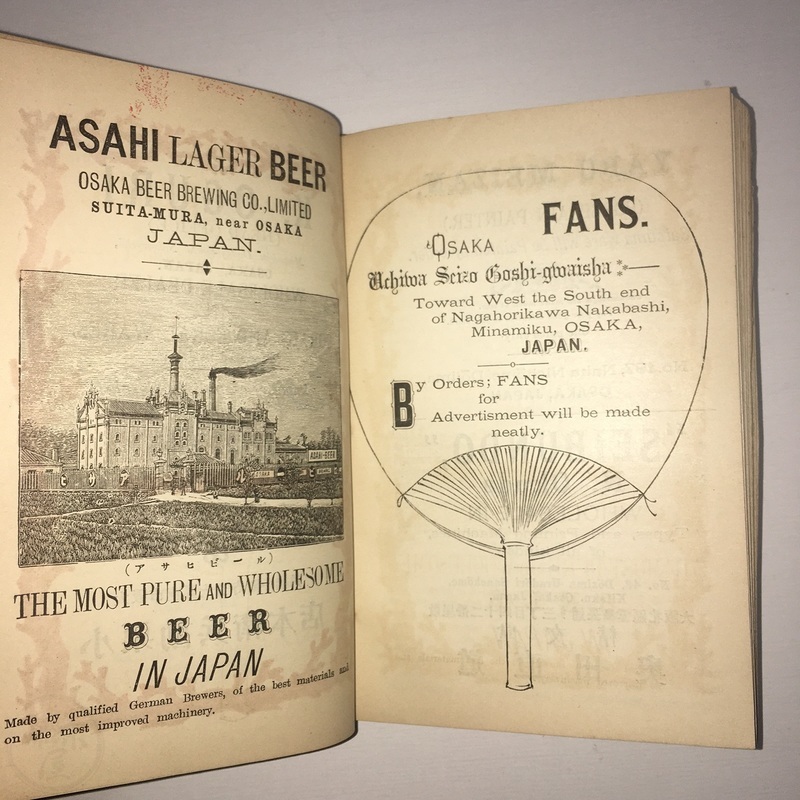 ASAHI LAGER BEER
OSAKA BEER BREWING CO., LIMITED
SUITA-MURA, near OSAKA
JAPAN.
ASAHI-BEER
OSAKA
(アサヒビール)
THE MOST PURE AND WHOLESOME
BEER
IN JAPAN
Made by qualified German Brewers, of the best materials and
on the most improved machinery.
FANS.
OSAKA
Uchiwa Seizo Goshi-gwaisha
Toward West the South end
of Nagahorikawa Nakabashi,
Minamiku, OSAKA,
JAPAN.
By Orders; FANS
for
Advertisment will be made
neatly.